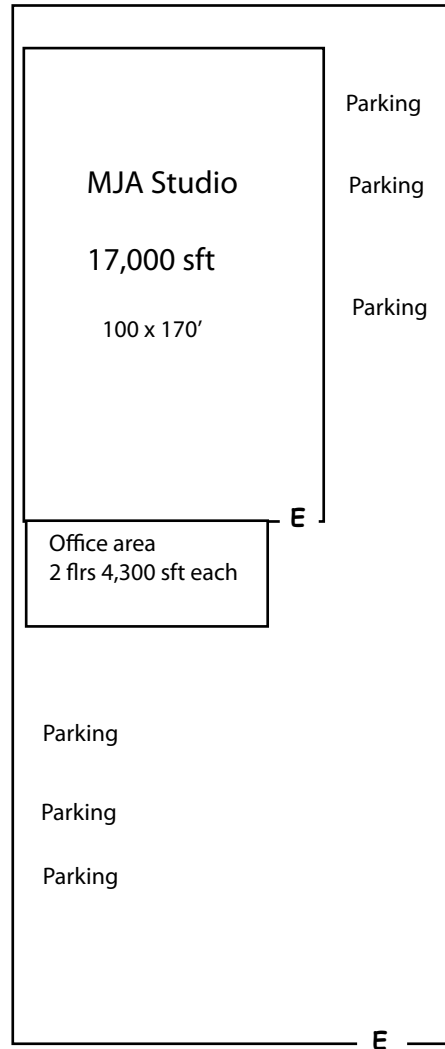 Parking
MJA Studio
Parking
17,000 sft
Parking
100 x 170’
E
Office area
2 flrs 4,300 sft each
Parking
Parking
Parking
E